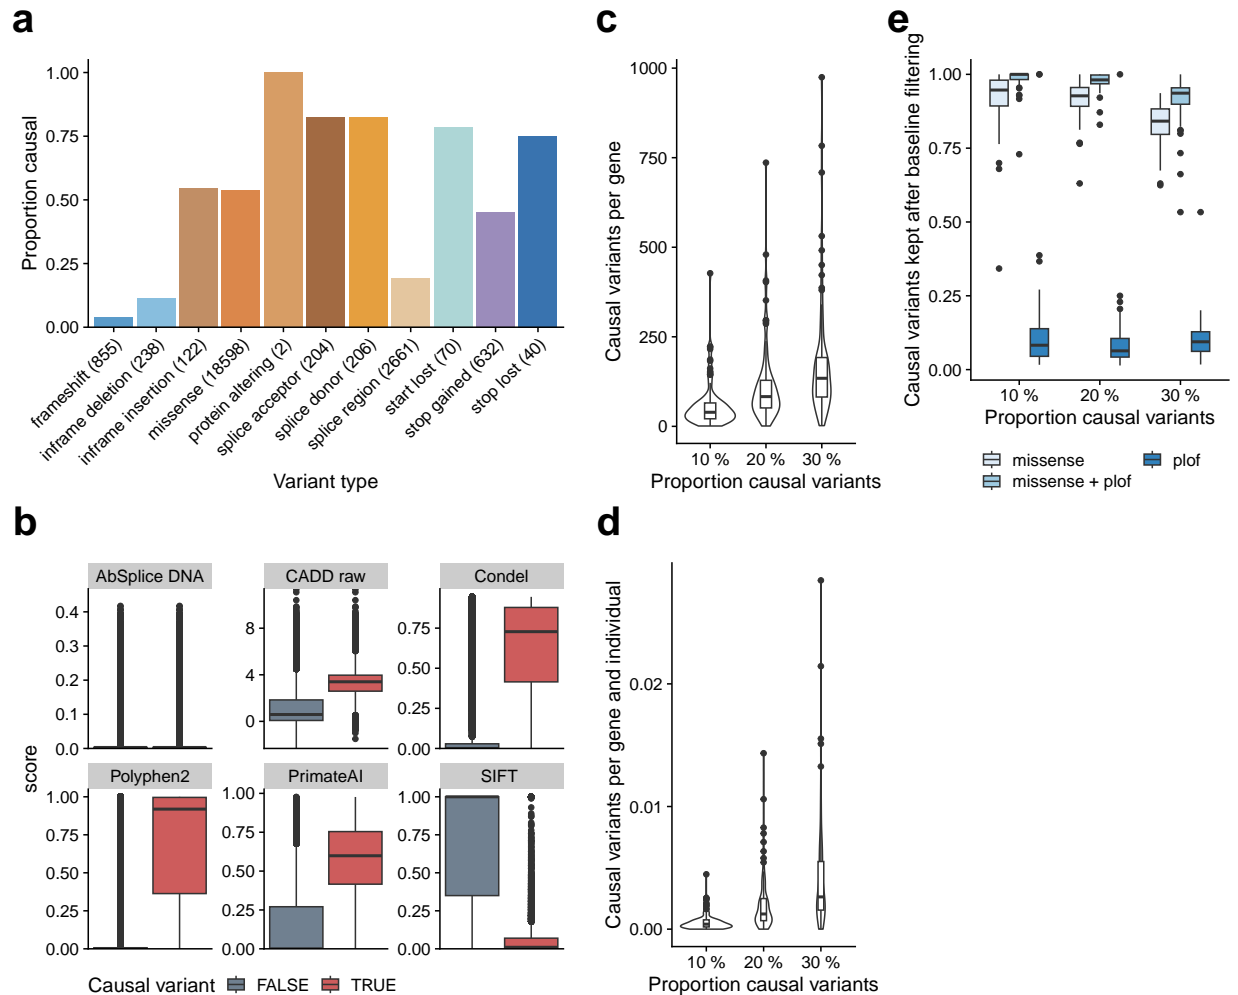 a
Proportion causal
1.00
0.75
0.50
0.25
0.00
frameshift (855)
inframe deletion (238)
inframe insertion (122)
missense (18598)
protein altering (2)
splice acceptor (204)
splice donor (206)
splice region (2661)
start lost (70)
stop gained (632)
stop lost (40)
Variant type
b
score
AbSplice DNA
0.4
0.3
0.2
0.1
0.0
CADD raw
8
4
0
Condel
0.75
0.50
0.25
0.00
Polyphen2
1.00
0.75
0.50
0.25
0.00
PrimateAI
1.00
0.75
0.50
0.25
0.00
SIFT
1.00
0.75
0.50
0.25
0.00
Causal variant FALSE TRUE
c
Causal variants per gene
1000
750
500
250
0
10 % 20 % 30 %
Proportion causal variants
d
Causal variants per gene and individual
0.02
0.01
0.00
10 % 20 % 30 %
Proportion causal variants
e
Causal variants kept after baseline filtering
1.00
0.75
0.50
0.25
0.00
10 % 20 % 30 %
Proportion causal variants
missense plof
missense + plof